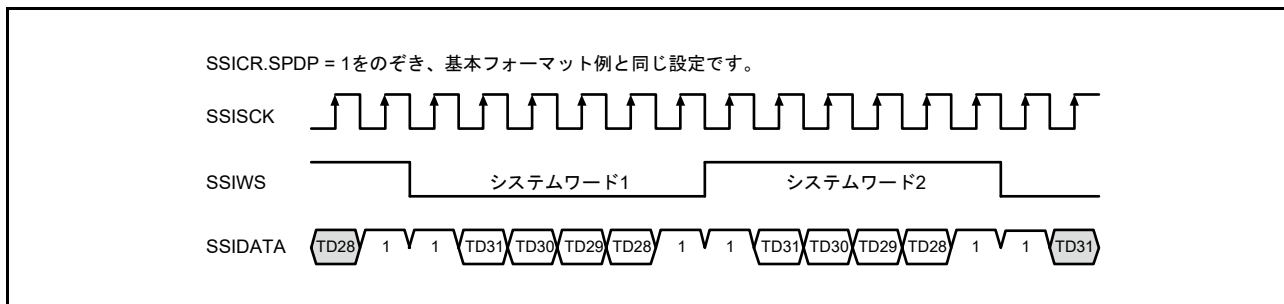 SSICR.SPDP = 1をのぞき、基本フォーマット例と同じ設定です。
SSISCK
SSIWS システムワード1 システムワード2
SSIDATA TD28 1 1 TD31 TD30 TD29 TD28 1 1 TD31 TD30 TD29 TD28 1 1 TD31